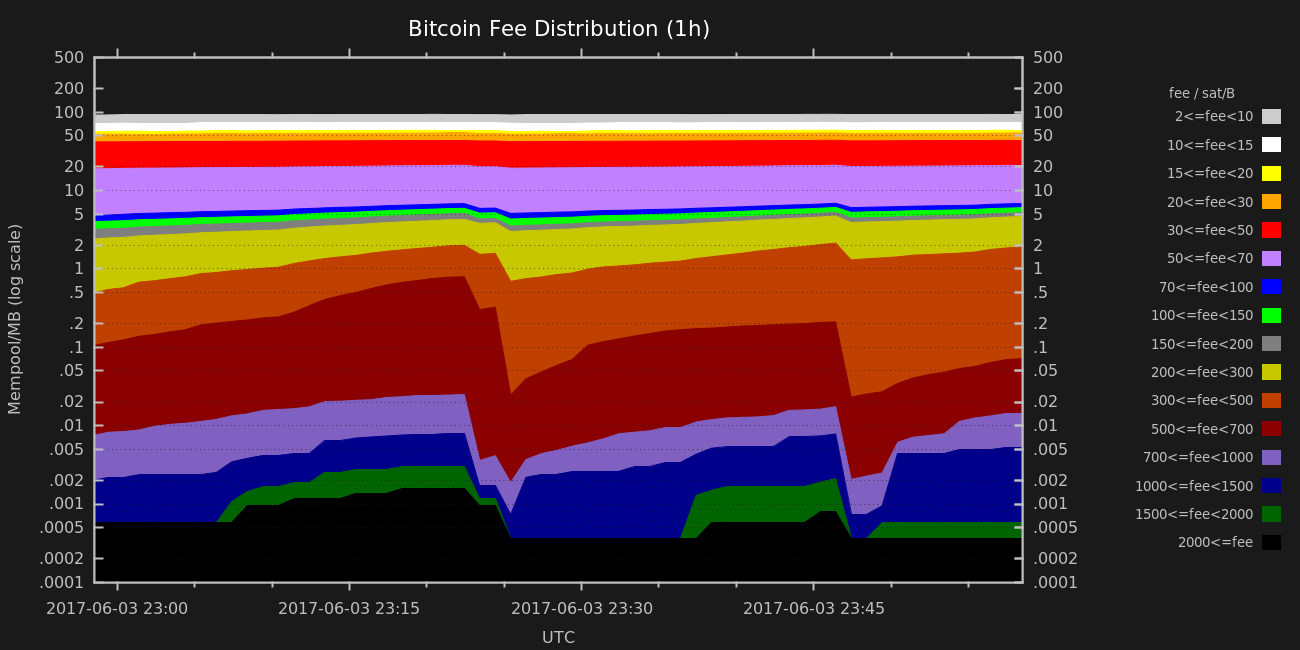 Bitcoin Fee Distribution (1h)
Mempool/MB (log scale)
500
200
100
50
20
10
5
2
1
.5
.2
.1
.05
.02
.01
.005
.002
.001
.0005
.0002
.0001
500
200
100
50
20
10
5
2
1
.5
.2
.1
.05
.02
.01
.005
.002
.001
.0005
.0002
.0001
2017-06-03 23:00 2017-06-03 23:15 2017-06-03 23:30 2017-06-03 23:45
UTC
fee / sat/B
2<=fee<10
10<=fee<15
15<=fee<20
20<=fee<30
30<=fee<50
50<=fee<70
70<=fee<100
100<=fee<150
150<=fee<200
200<=fee<300
300<=fee<500
500<=fee<700
700<=fee<1000
1000<=fee<1500
1500<=fee<2000
2000<=fee